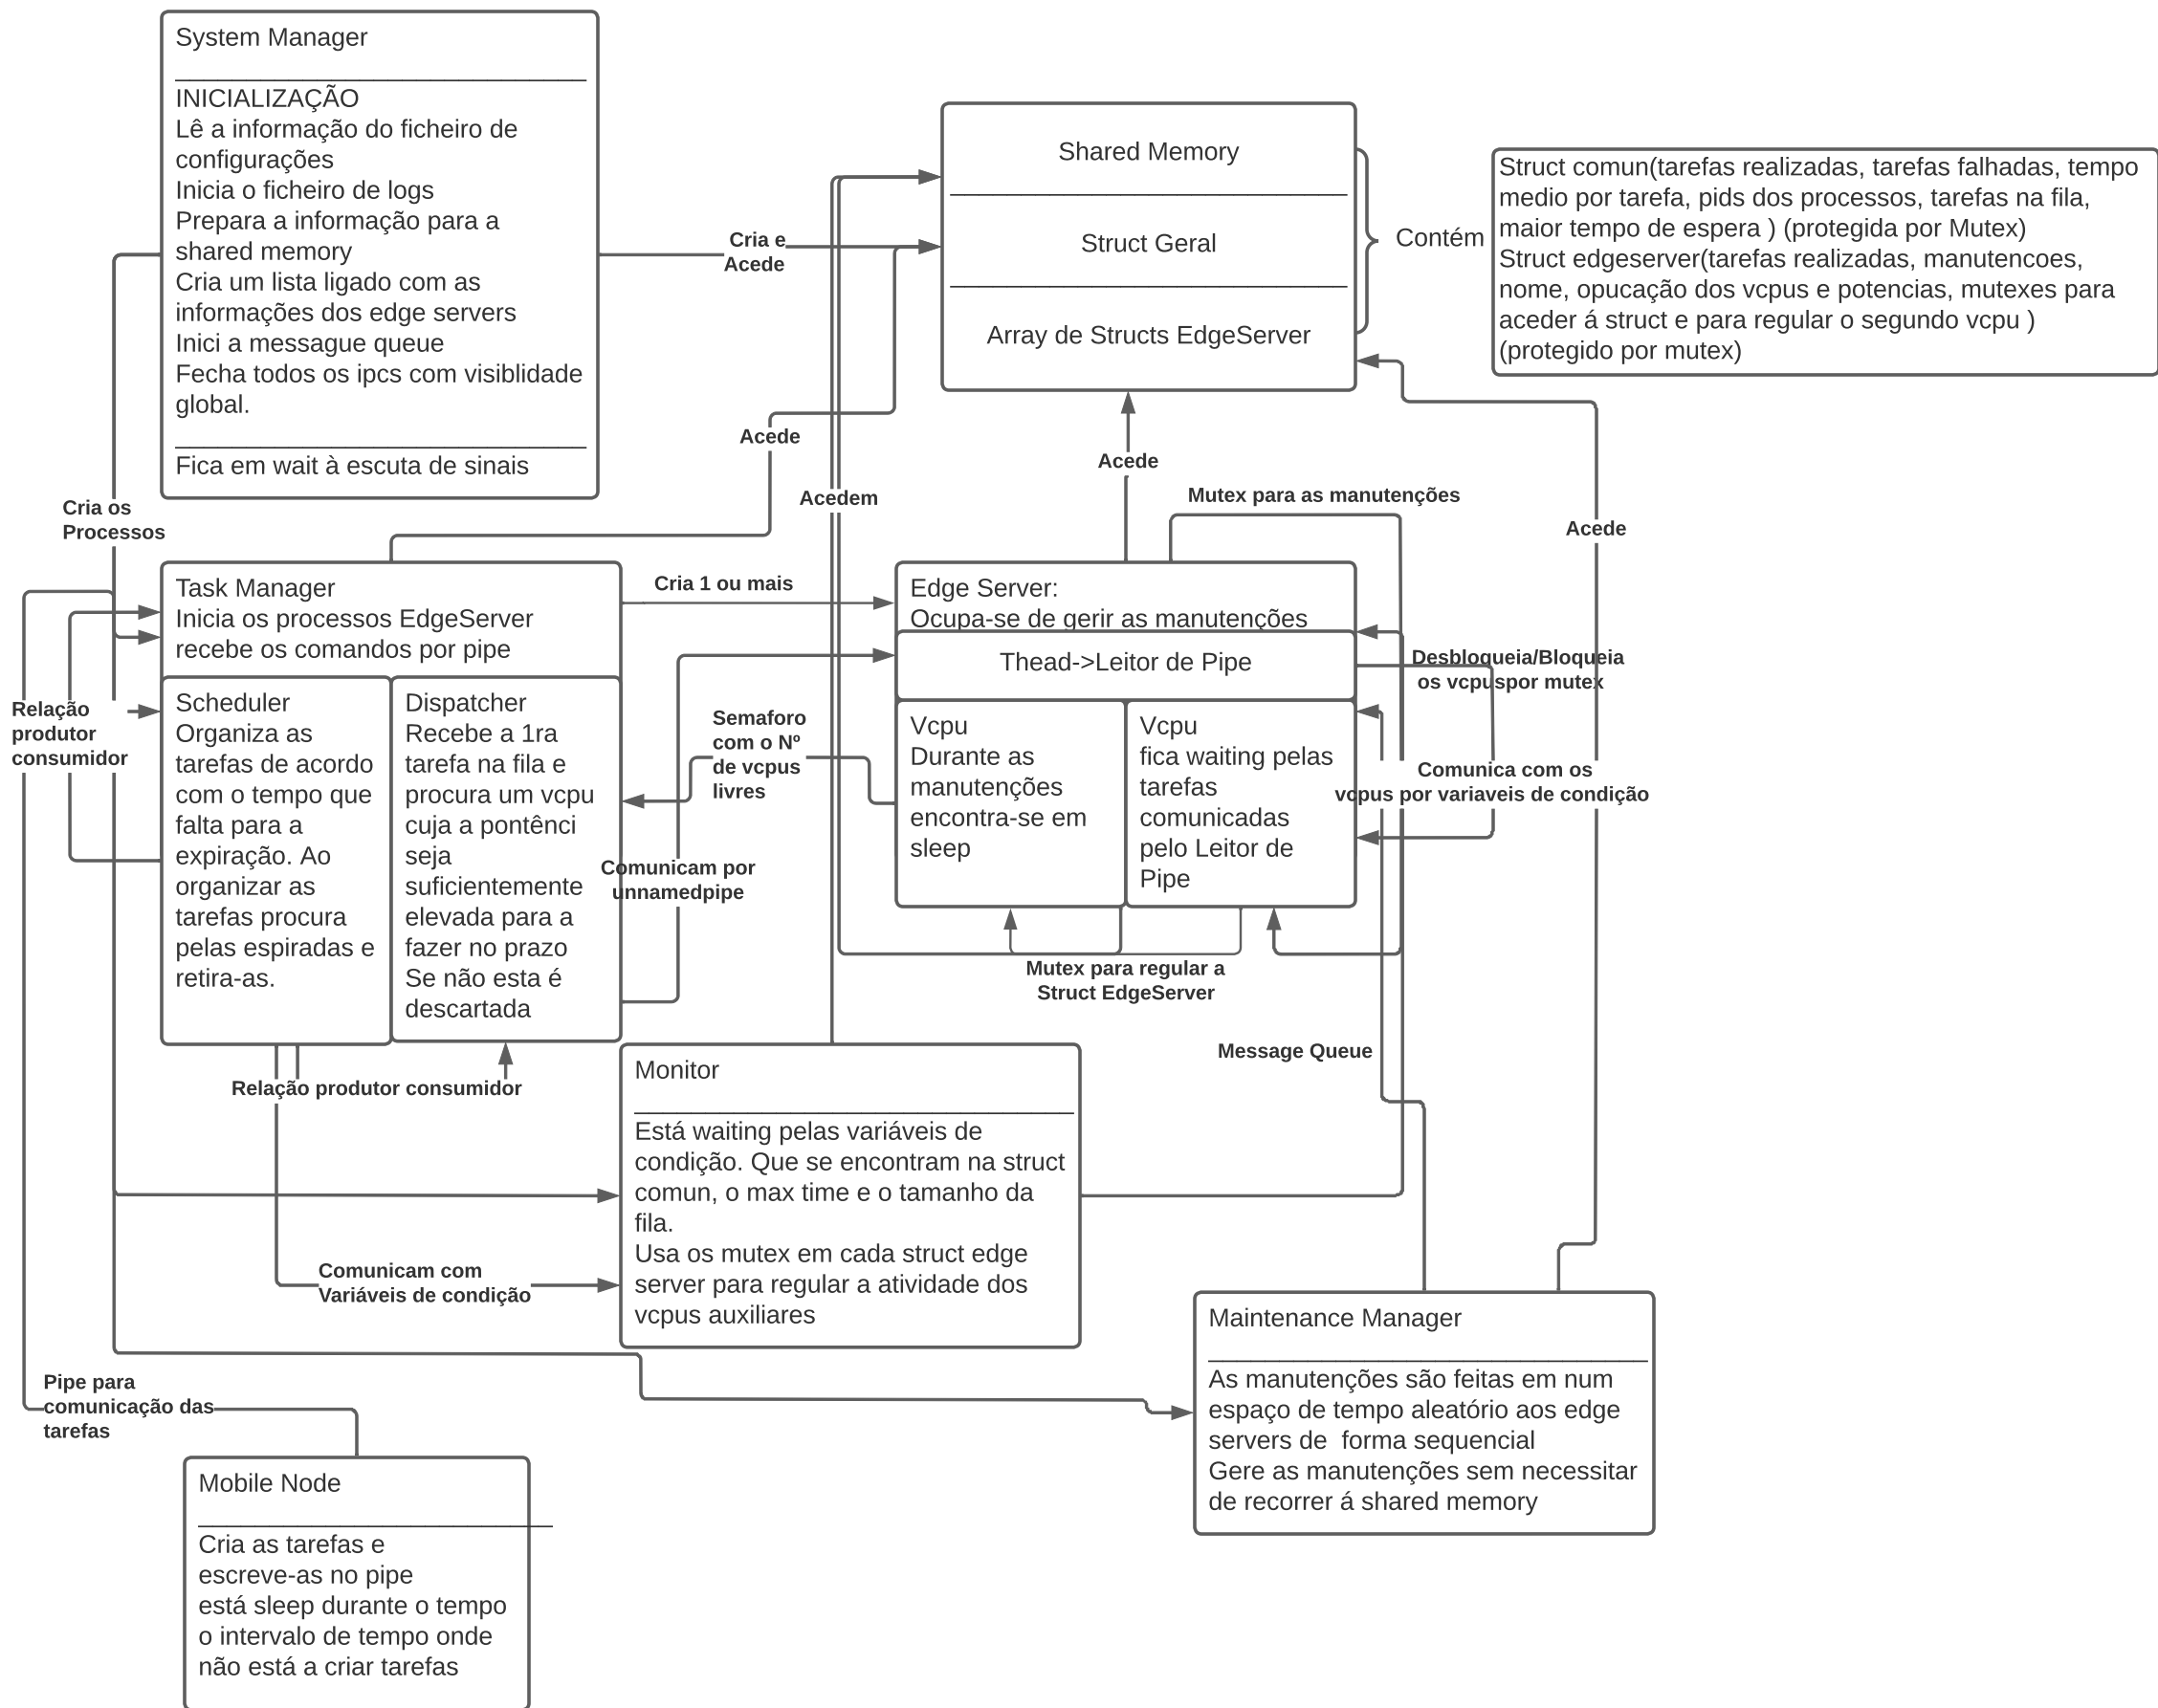 System Manager
INICIALIZAÇÃO
Lê a informação do ficheiro de
configurações
Inicia o ficheiro de logs
Prepara a informação para a
shared memory
Cria um lista ligado com as
informações dos edge servers
Inici a messague queue
Fecha todos os ipcs com visiblidade
global.
Fica em wait à escuta de sinais
Shared Memory
Struct Geral
Array de Structs EdgeServer
Contém
Struct comun(tarefas realizadas, tarefas falhadas, tempo
medio por tarefa, pids dos processos, tarefas na fila,
maior tempo de espera ) (protegida por Mutex)
Struct edgeserver(tarefas realizadas, manutencoes,
nome, opucação dos vcpus e potencias, mutexes para
aceder á struct e para regular o segundo vcpu )
(protegido por mutex)
Cria e
Acede
Acede
Acedem
Acede
Mutex para as manutenções
Acede
Cria os
Processos
Task Manager
Inicia os processos EdgeServer
recebe os comandos por pipe
Cria 1 ou mais
Edge Server:
Ocupa-se de gerir as manutenções
Thead->Leitor de Pipe
Desbloqueia/Bloqueia
os vcpuspor mutex
Relação
produtor
consumidor
Scheduler
Organiza as
tarefas de acordo
com o tempo que
falta para a
expiração. Ao
organizar as
tarefas procura
pelas espiradas e
retira-as.
Dispatcher
Recebe a 1ra
tarefa na fila e
procura um vcpu
cuja a pontênci
seja
suficientemente
elevada para a
fazer no prazo
Se não esta é
descartada
Semaforo
com o Nº
de vcpus
livres
Comunicam por
unnamedpipe
Vcpu
Durante as
manutenções
encontra-se em
sleep
Vcpu
fica waiting pelas
tarefas
comunicadas
pelo Leitor de
Pipe
Comunica com os
vcpus por variaveis de condição
Mutex para regular a
Struct EdgeServer
Message Queue
Relação produtor consumidor
Monitor
Está waiting pelas variáveis de
condição. Que se encontram na struct
comun, o max time e o tamanho da
fila.
Usa os mutex em cada struct edge
server para regular a atividade dos
vcpus auxiliares
Comunicam com
Variáveis de condição
Maintenance Manager
As manutenções são feitas em num
espaço de tempo aleatório aos edge
servers de  forma sequencial
Gere as manutenções sem necessitar
de recorrer á shared memory
Pipe para
comunicação das
tarefas
Mobile Node
Cria as tarefas e
escreve-as no pipe
está sleep durante o tempo
o intervalo de tempo onde
não está a criar tarefas